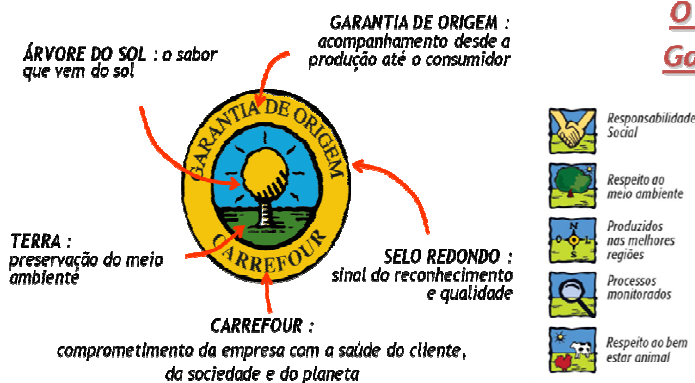 O
Ga
GARANTIA DE ORIGEM :
acompanhamento desde a
produção até o consumidor
ÁRVORE DO SOL : o sabor
que vem do sol
GARANTIA DE ORIGEM
CARREFOUR
TERRA :
preservação do meio
ambiente
SELO REDONDO :
sinal do reconhecimento
e qualidade
CARREFOUR :
comprometimento da empresa com a saúde do cliente,
da sociedade e do planeta
Responsabilidade
Social
Respeito ao
meio ambiente
N
O
L
S
Produzidos
nas melhores
regiões
Processos
monitorados
Respeito ao bem
estar animal